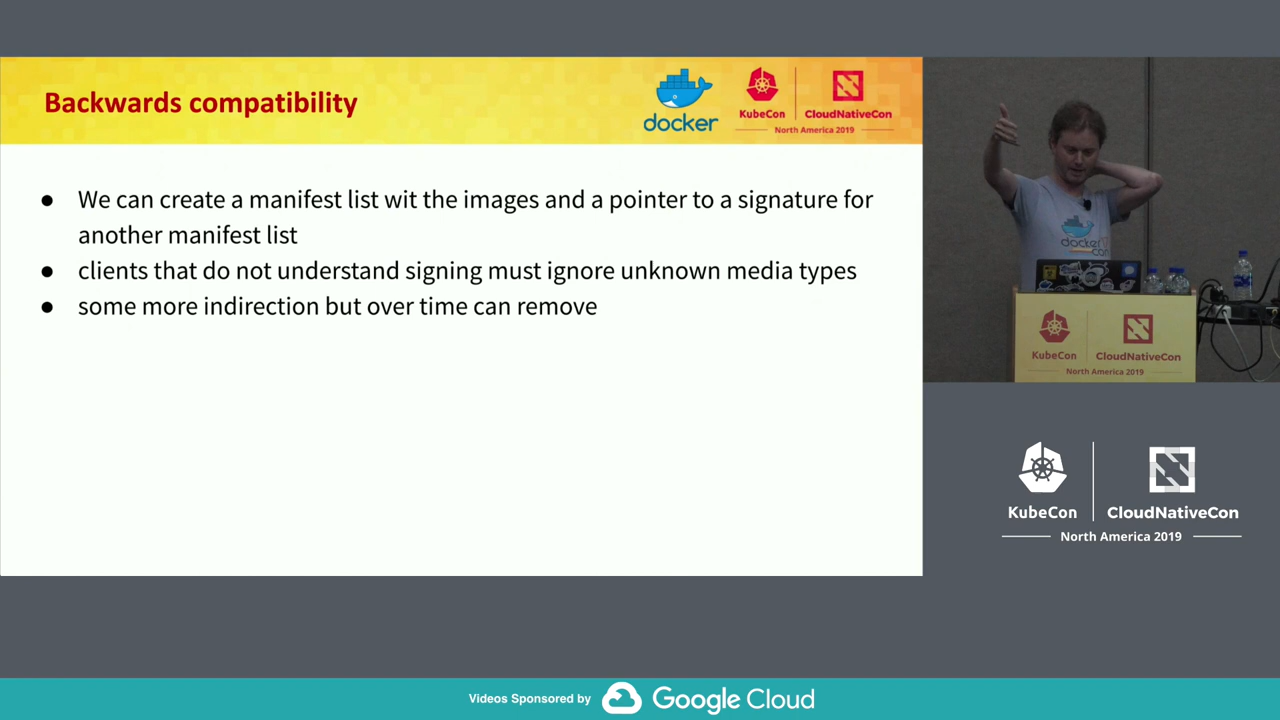 Backwards compatibility
docker
KubeCon
CloudNativeCon
North America 2019
● We can create a manifest list wit the images and a pointer to a signature for
another manifest list
● clients that do not understand signing must ignore unknown media types
● some more indirection but over time can remove
docker
con
KubeCon
CloudNativeCon
North America 2019
KubeCon
CloudNativeCon
North America 2019
Videos Sponsored by
Google Cloud